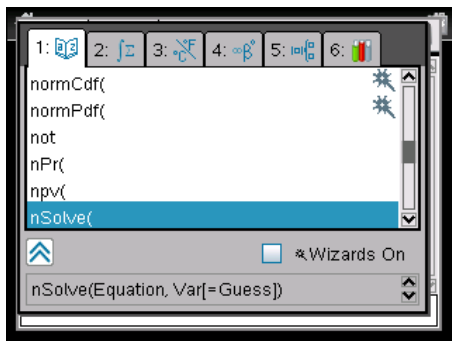 1: 2: ∫Σ 3: °C°F 4: ∞β° 5: 6:
normCdf(
normPdf(
not
nPr(
npv(
nSolve(
Wizards On
nSolve(Equation, Var[=Guess])